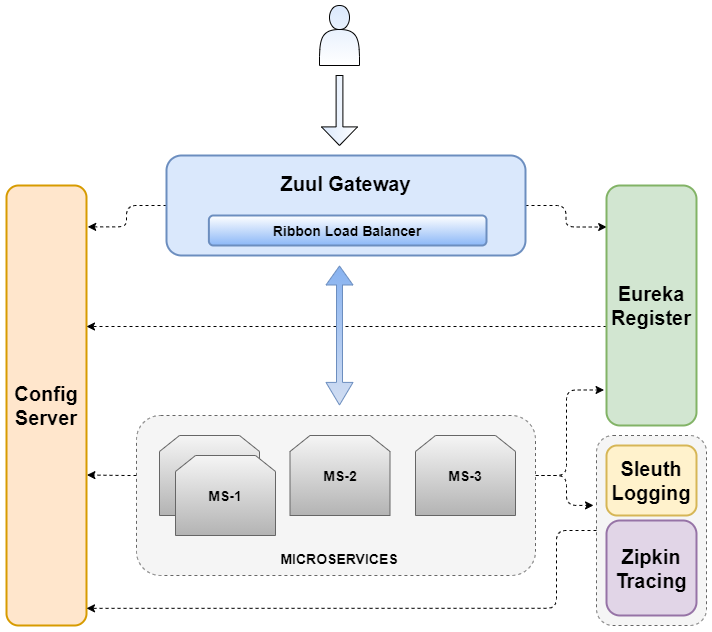 Zuul Gateway
Ribbon Load Balancer
Eureka
Register
Config
Server
MS-1
MS-2
MS-3
MICROSERVICES
Sleuth
Logging
Zipkin
Tracing